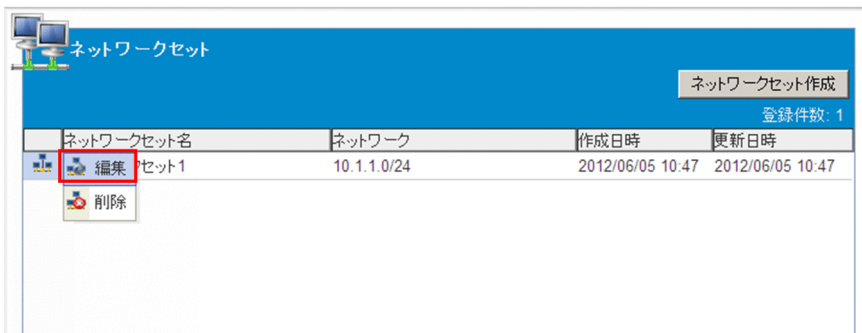 ネットワークセット
ネットワークセット作成
登録件数: 1
ネットワークセット名 ネットワーク 作成日時 更新日時
編集 クセット1 10.1.1.0/24 2012/06/05 10:47 2012/06/05 10:47
削除